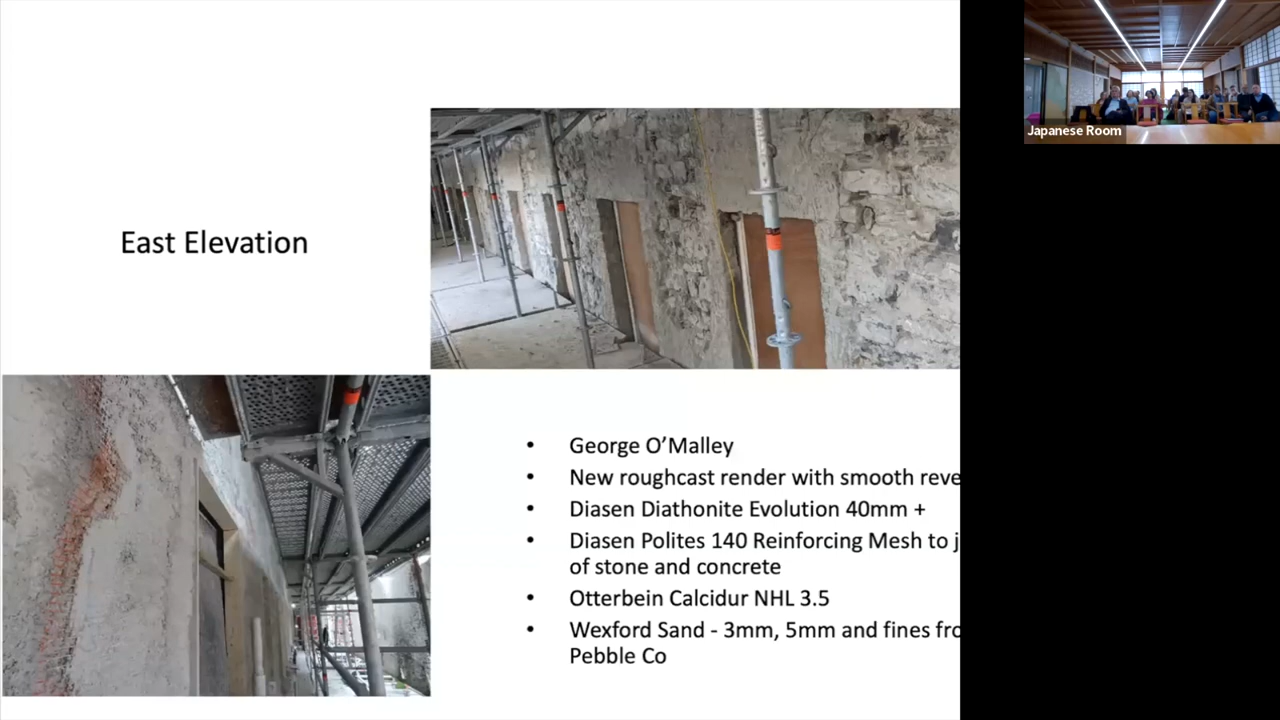 Japanese Room
East Elevation
George O’Malley
New roughcast render with smooth
Diasen Diathonite Evolution 40mm +
Diasen Polites 140 Reinforcing Mesh to
of stone and concrete
Otterbein Calcidur NHL 3.5
Wexford Sand - 3mm, 5mm and fines
Pebble Co